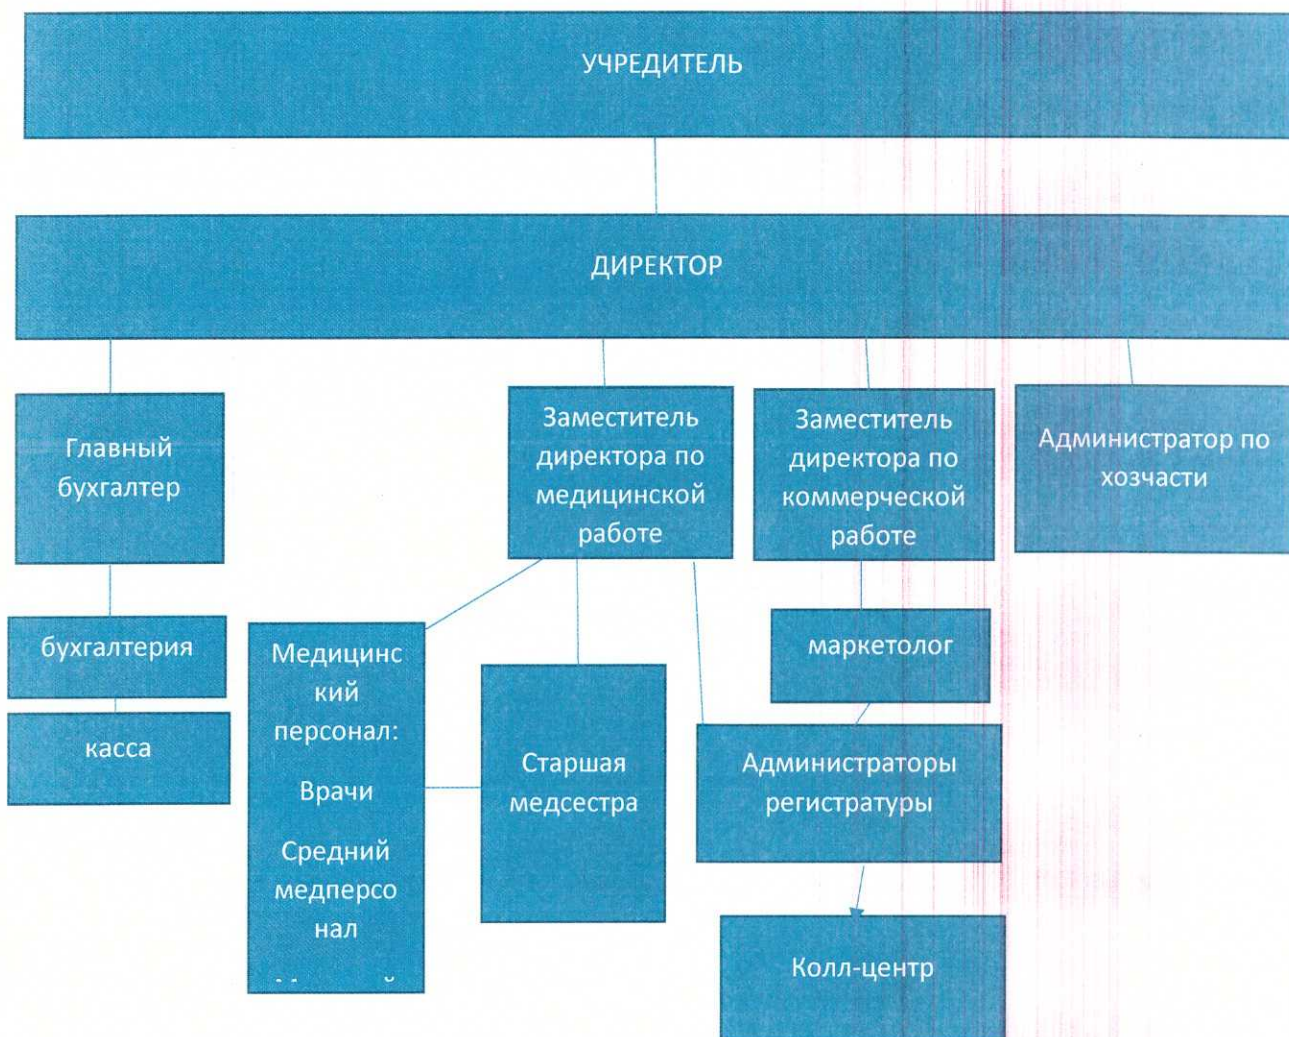 УЧРЕДИТЕЛЬ
ДИРЕКТОР
Главный
бухгалтер
Заместитель
директора по
медицинской
работе
Заместитель
директора по
коммерческой
работе
Администратор по
хозчасти
бухгалтерия
касса
Медицинс
кий
персонал:
Врачи
Средний
медперсо
нал
Старшая
медсестра
маркетолог
Администраторы
регистратуры
Колл-центр